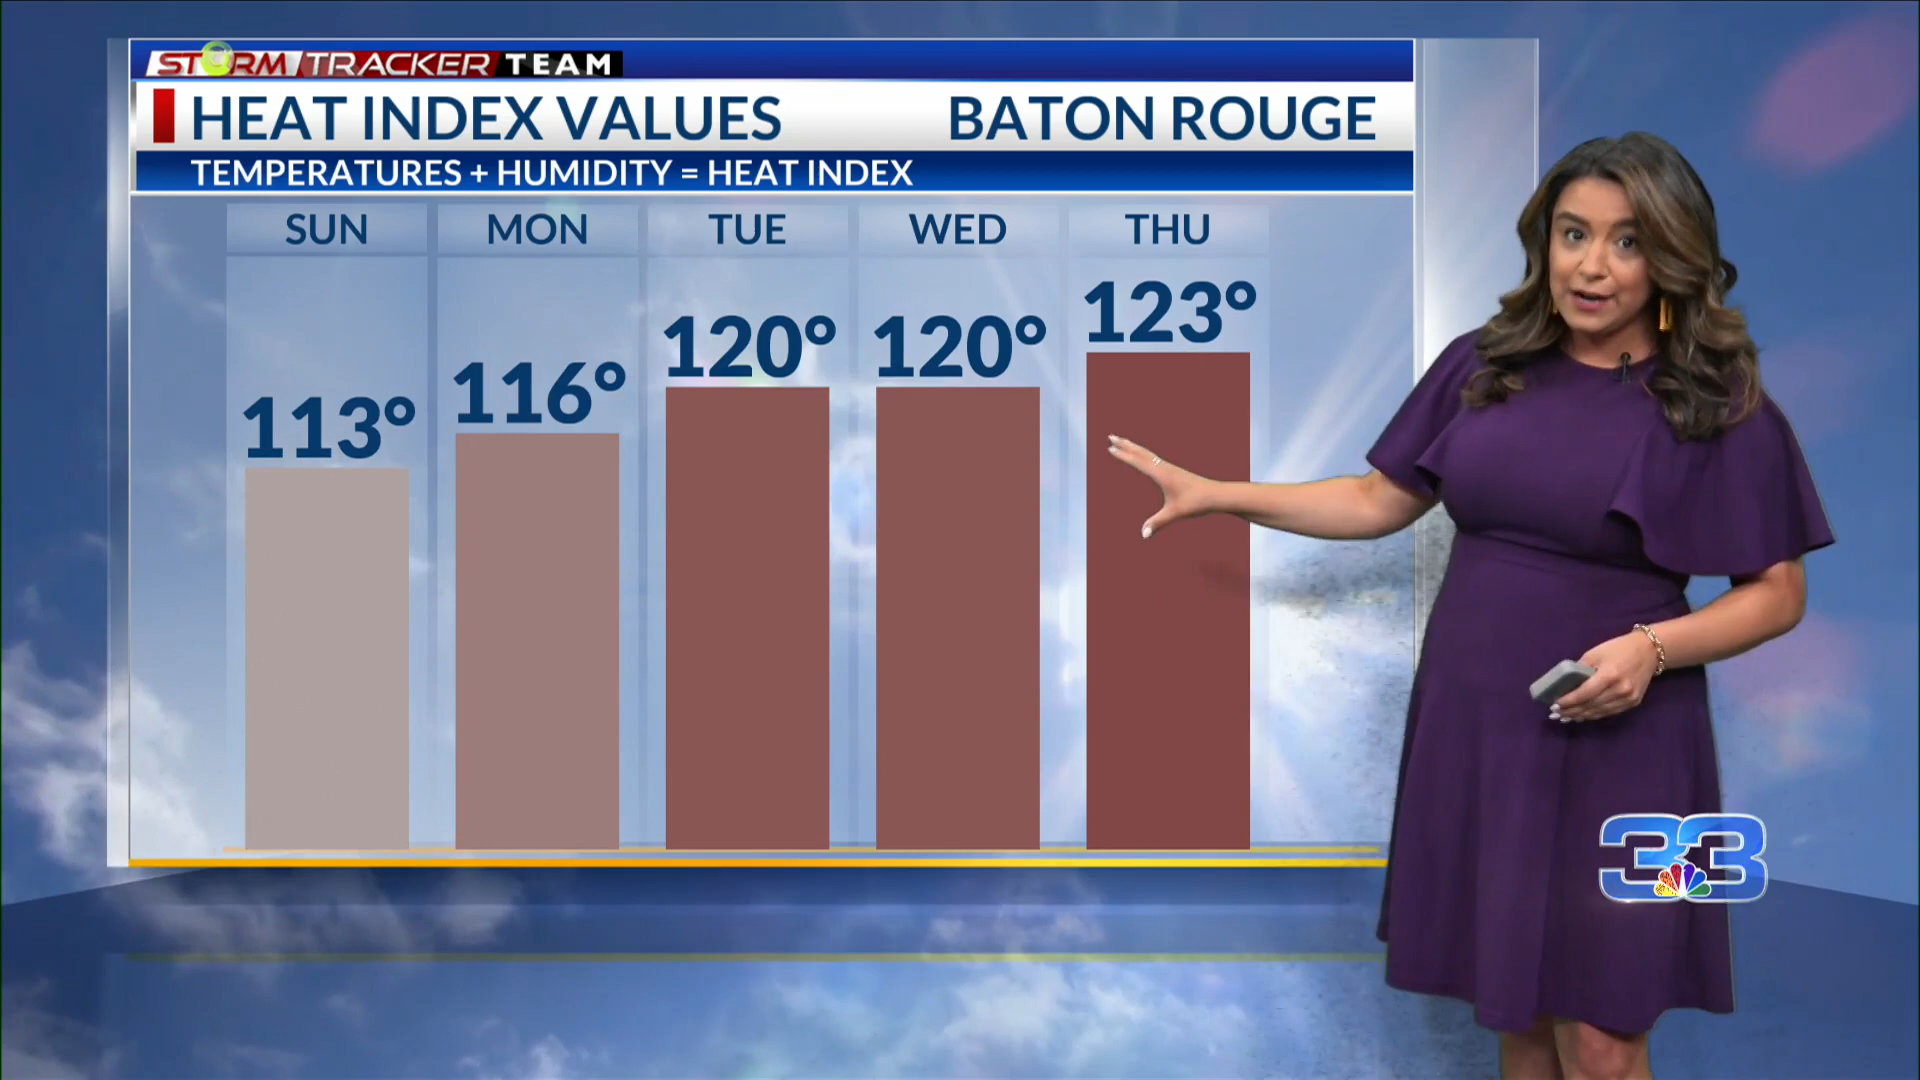 STORM TRACKER TEAM
HEAT INDEX VALUES BATON ROUGE
TEMPERATURES + HUMIDITY = HEAT INDEX
SUN MON TUE WED THU
113° 116° 120° 120° 123°
33